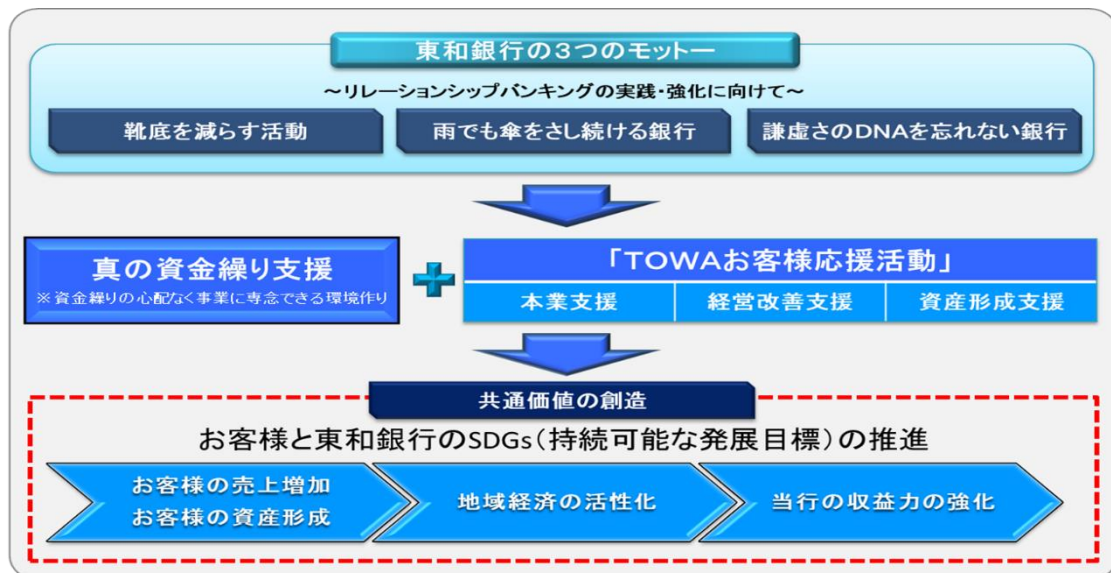 東和銀行の3つのモットー
～リレーションシップバンキングの実践・強化に向けて～
靴底を減らす活動
雨でも傘をさし続ける銀行
謙虚さのDNAを忘れない銀行
真の資金繰り支援
※資金繰りの心配なく事業に専念できる環境作り
「TOWAお客様応援活動」
本業支援
経営改善支援
資産形成支援
共通価値の創造
お客様と東和銀行のSDGs(持続可能な発展目標)の推進
お客様の売上増加
お客様の資産形成
地域経済の活性化
当行の収益力の強化